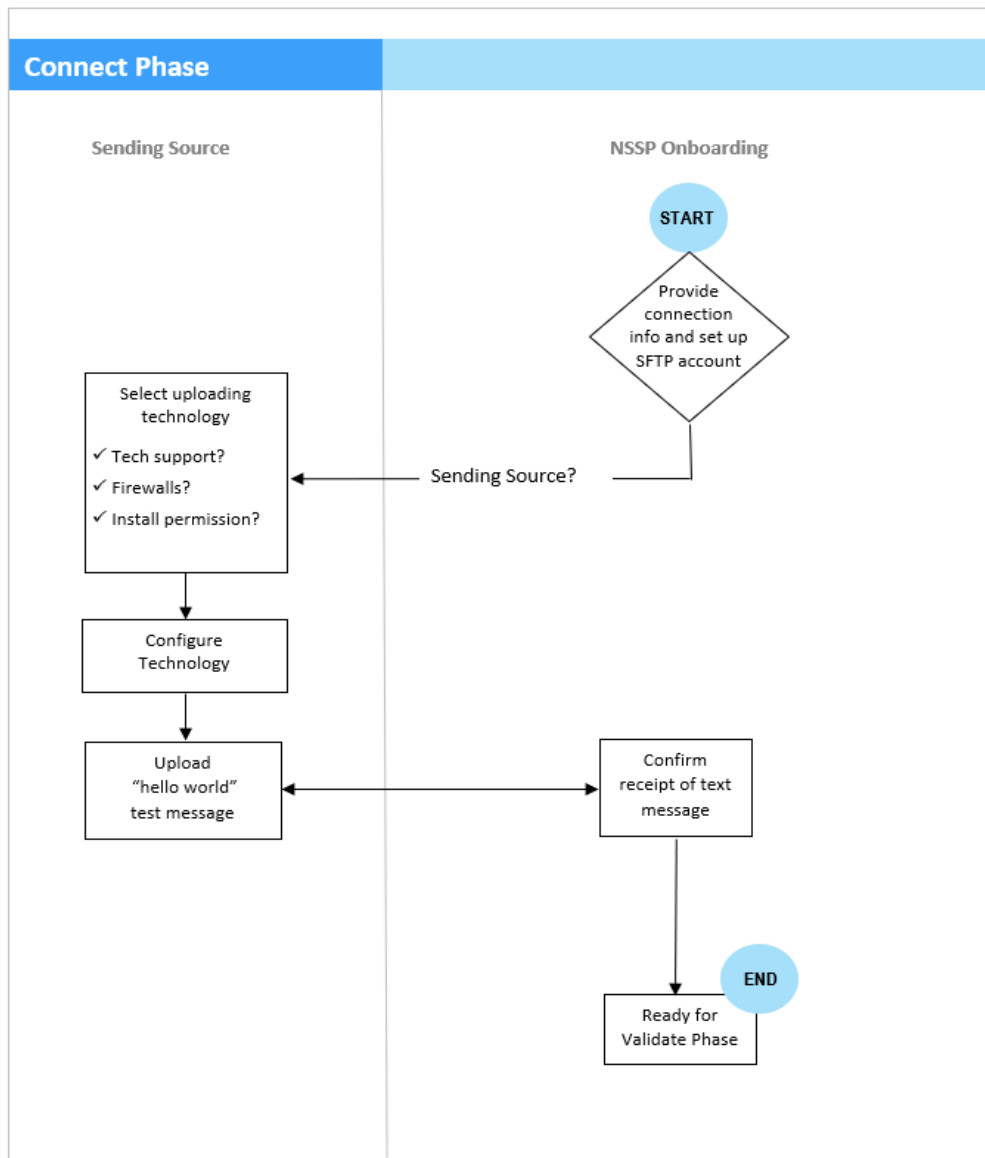 Connect Phase
Sending Source
NSSP Onboarding
START
Provide
connection
info and set up
SFTP account
Select uploading
technology
✓ Tech support?
✓ Firewalls?
✓ Install permission?
Sending Source?
Configure
Technology
Upload
“hello world”
test message
Confirm
receipt of text
message
END
Ready for
Validate Phase